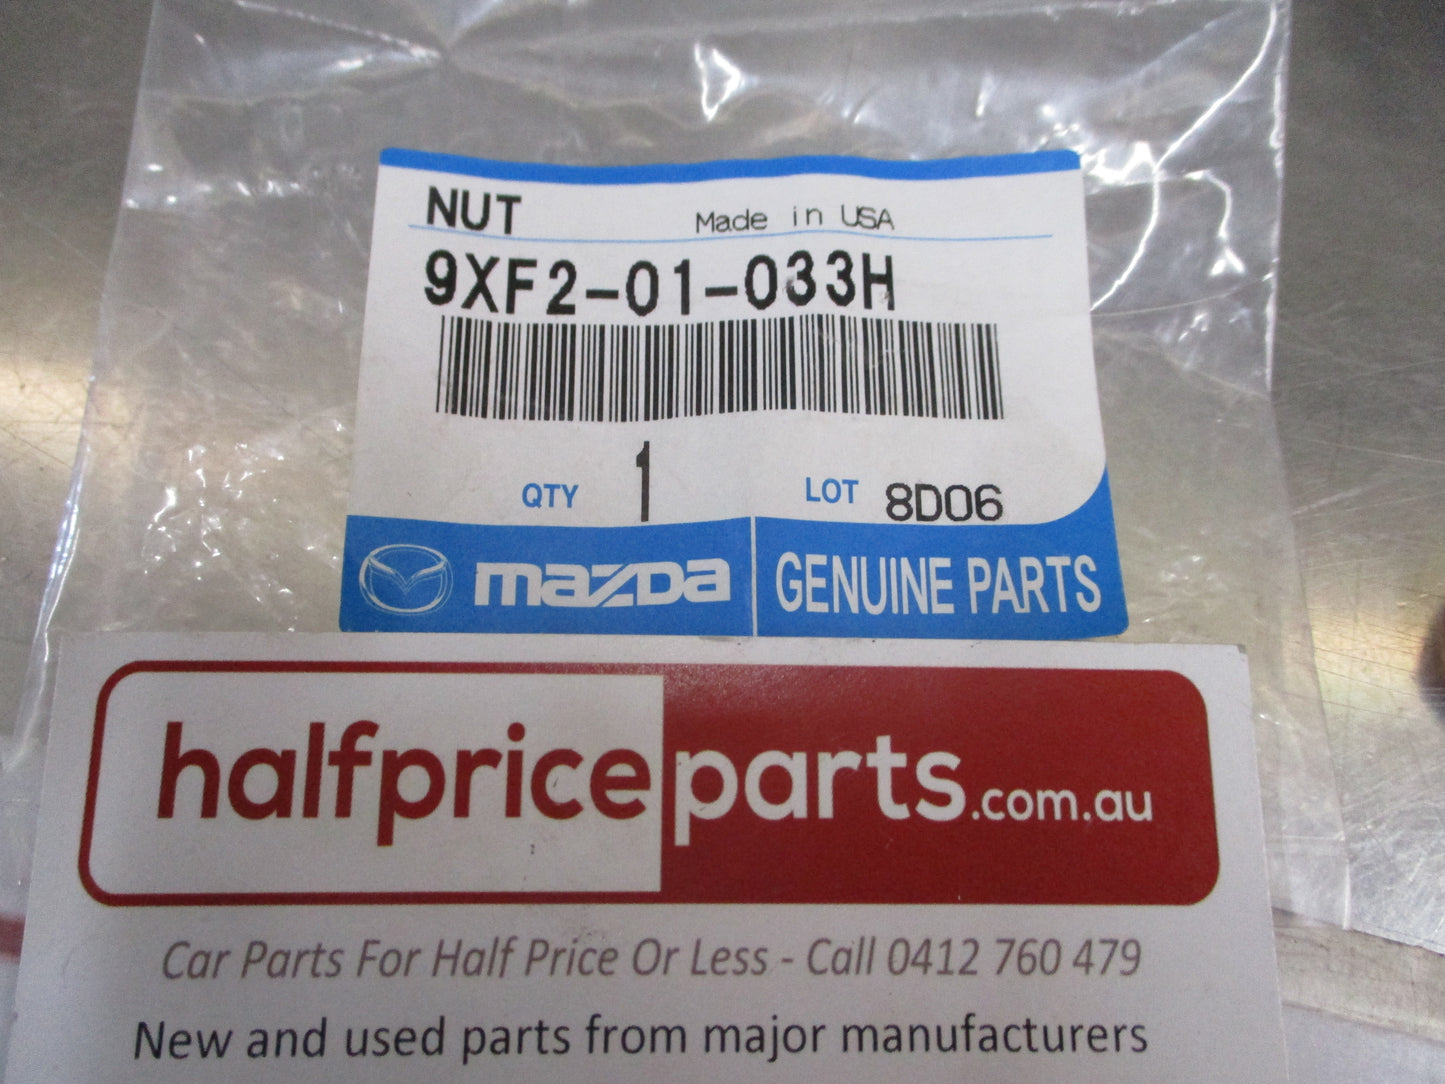 NUT Made in USA
9XF2-01-033H
QTY 1 LOT 8D06
mazda GENUINE PARTS
halfpriceparts.com.au
Car Parts For Half Price Or Less - Call 0412 760 479
New and used parts from major manufacturers